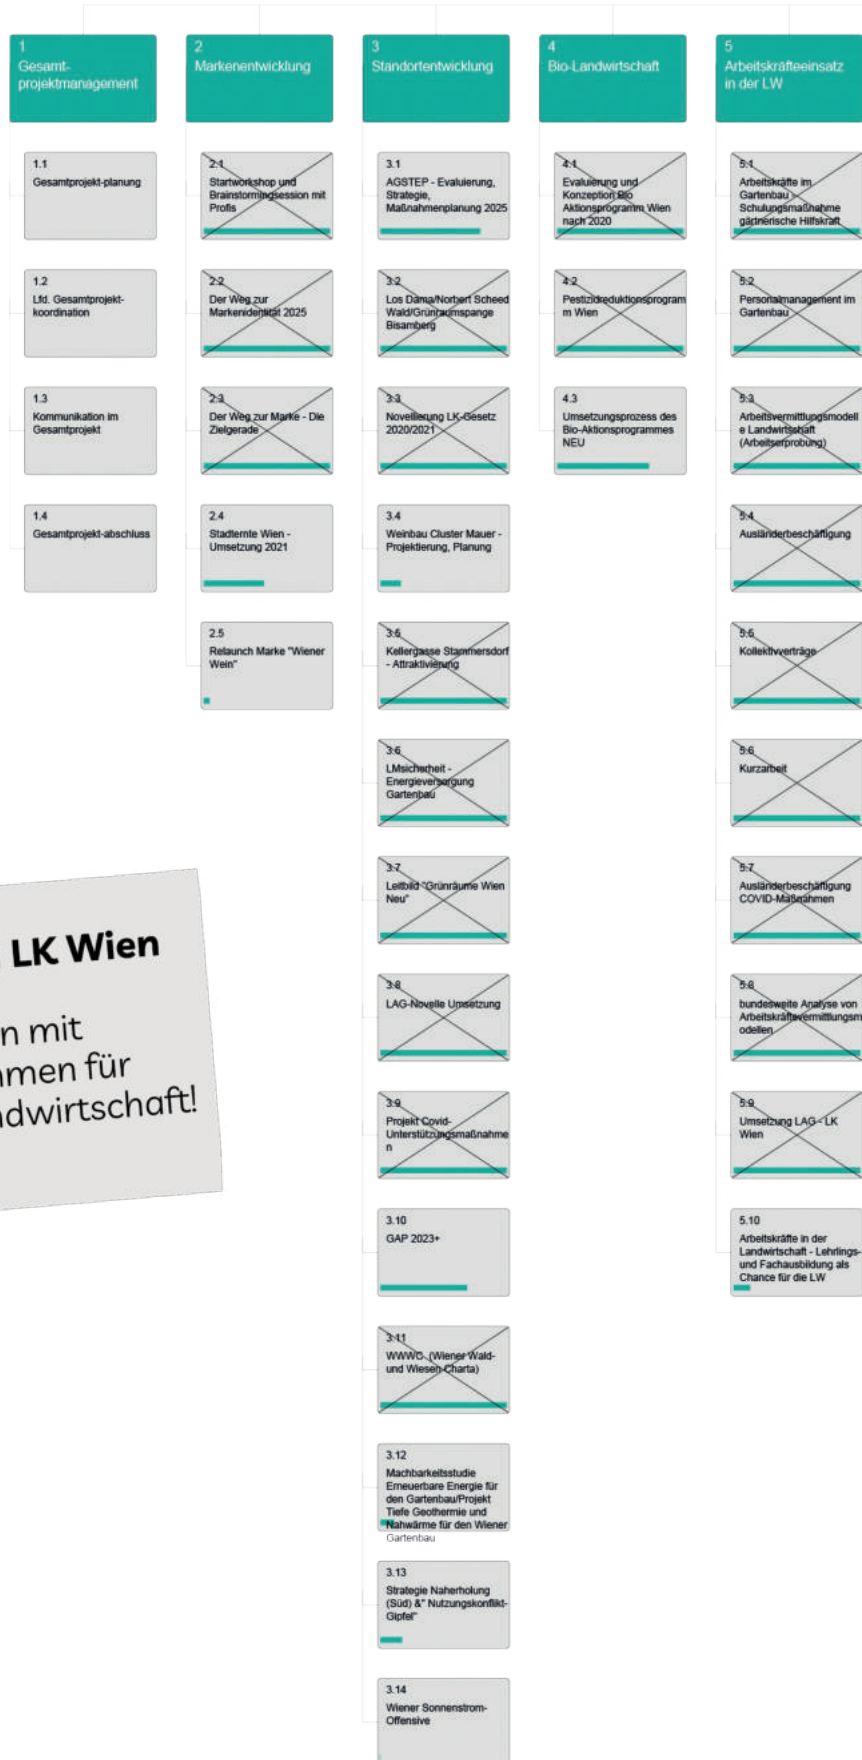 1
Gesamt-
projektmanagement
1.1
Gesamtprojekt-planung
1.2
Lfd. Gesamtprojekt-
koordination
1.3
Kommunikation im
Gesamtprojekt
1.4
Gesamtprojekt-abschluss
2
Markenentwicklung
2.1
Startworkshop und
Brainstormingsession mit
Profis
2.2
Der Weg zur
Markenidentität 2025
2.3
Der Weg zur Marke - Die
Zielgerade
2.4
Stadternte Wien -
Umsetzung 2021
2.5
Relaunch Marke "Wiener
Wein"
3
Standortentwicklung
3.1
AGSTEP - Evaluierung,
Strategie,
Maßnahmenplanung 2025
3.2
Los Dama/Norbert Scheed
Wald/Grünraumspange
Bisamberg
3.3
Novellierung LK-Gesetz
2020/2021
3.4
Weinbau Cluster Mauer -
Projektierung, Planung
3.5
Kellergasse Stammersdorf
- Attraktivierung
3.6
LMsicherheit -
Energieversorgung
Gartenbau
3.7
Leitbild "Grünräume Wien
Neu"
3.8
LAG-Novelle Umsetzung
3.9
Projekt Covid-
Unterstützungsmaßnahme
n
3.10
GAP 2023+
3.11
WWWC (Wiener Wald-
und Wiesen-Charta)
3.12
Machbarkeitsstudie
Erneuerbare Energie für
den Gartenbau/Projekt
Tiefe Geothermie und
Nahwärme für den Wiener
Gartenbau
3.13
Strategie Naherholung
(Süd) &" Nutzungskonflikt-
Gipfel"
3.14
Wiener Sonnenstrom-
Offensive
4
Bio-Landwirtschaft
4.1
Evaluierung und
Konzeption Bio
Aktionsprogramm Wien
nach 2020
4.2
Pestizidreduktionsprogram
m Wien
4.3
Umsetzungsprozess des
Bio-Aktionsprogrammes
NEU
5
Arbeitskräfteeinsatz
in der LW
5.1
Arbeitskräfte im
Gartenbau -
Schulungsmaßnahme
gärtnerische Hilfskraft
5.2
Personalmanagement im
Gartenbau
5.3
Arbeitsvermittlungsmodell
e Landwirtschaft
(Arbeitserprobung)
5.4
Ausländerbeschäftigung
5.5
Kollektivverträge
5.6
Kurzarbeit
5.7
Ausländerbeschäftigung
COVID-Maßnahmen
5.8
bundesweite Analyse von
Arbeitskräftevermittlungsm
odellen
5.9
Umsetzung LAG - LK
Wien
5.10
Arbeitskräfte in der
Landwirtschaft - Lehrlings-
und Fachausbildung als
Chance für die LW
LK Wien
n mit
men für
ndwirtschaft!